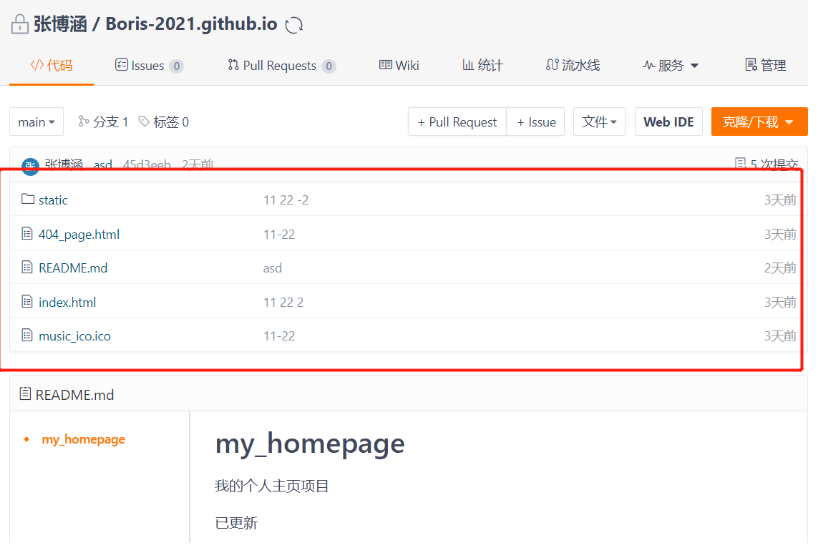 张博涵 / Boris-2021.github.io
代码 Issues 0 Pull Requests 0 Wiki 统计 流水线 服务 管理
main 分支 1 标签 0 + Pull Request + Issue 文件 Web IDE 克隆/下载
张 张博涵 asd 45d3eeb 2天前 5 次提交
static 11 22 -2 3天前
404_page.html 11-22 3天前
README.md asd 2天前
index.html 11 22 2 3天前
music_ico.ico 11-22 3天前
README.md
my_homepage
my_homepage
我的个人主页项目
已更新